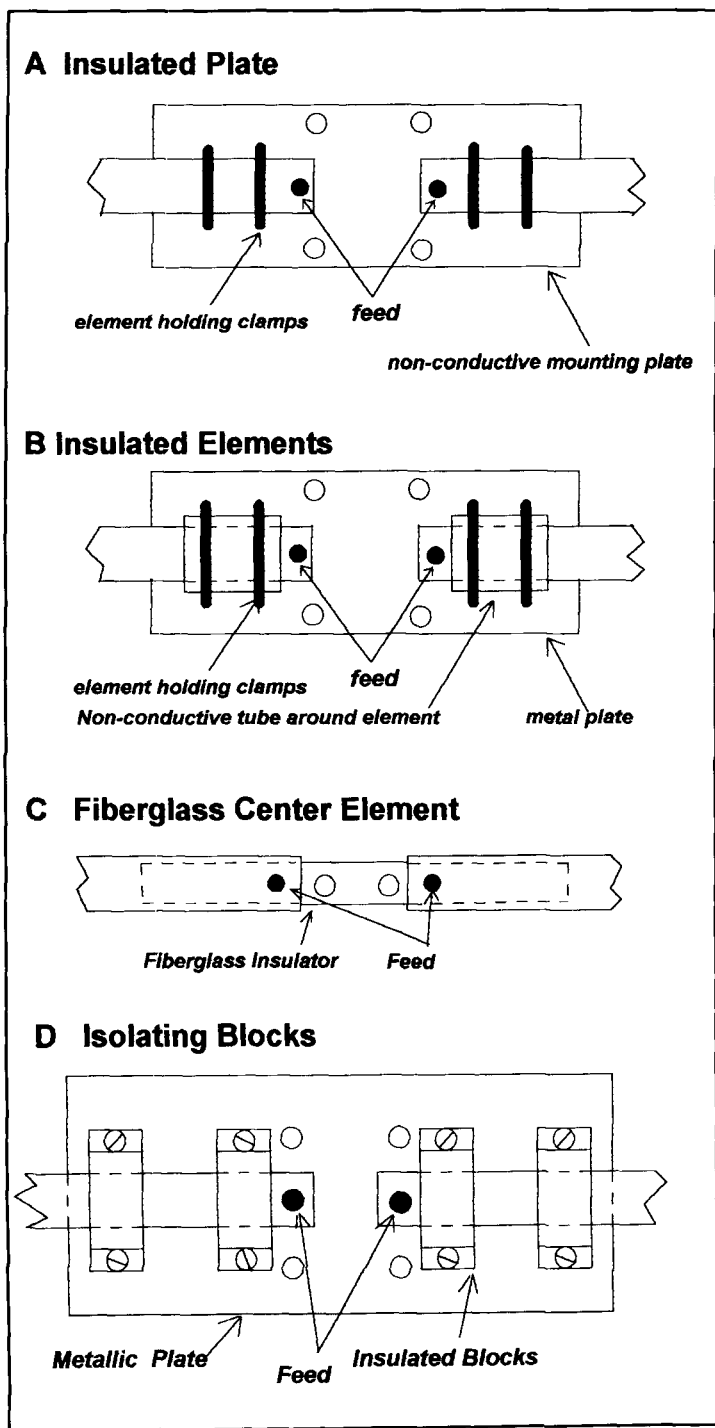 A Insulated Plate
element holding clamps
feed
non-conductive mounting plate
B Insulated Elements
element holding clamps
feed
Non-conductive tube around element
metal plate
C Fiberglass Center Element
Fiberglass Insulator
Feed
D Isolating Blocks
Metallic Plate
Feed
Insulated Blocks